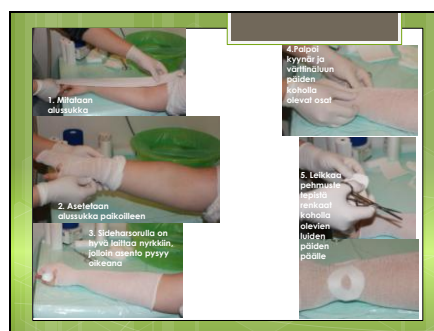 1. Mitataan
alussukka
2. Asetetaan
alussukka paikoilleen
3. Sideharsorulla on
hyvä laittaa nyrkkiin,
jolloin asento pysyy
oikeana
4.Palpoi
kyynär ja
värttinäluun
päiden
koholla
olevat osat
5. Leikkaa
pehmuste
tepistä
renkaat
koholla
olevien
luiden
päiden
päälle